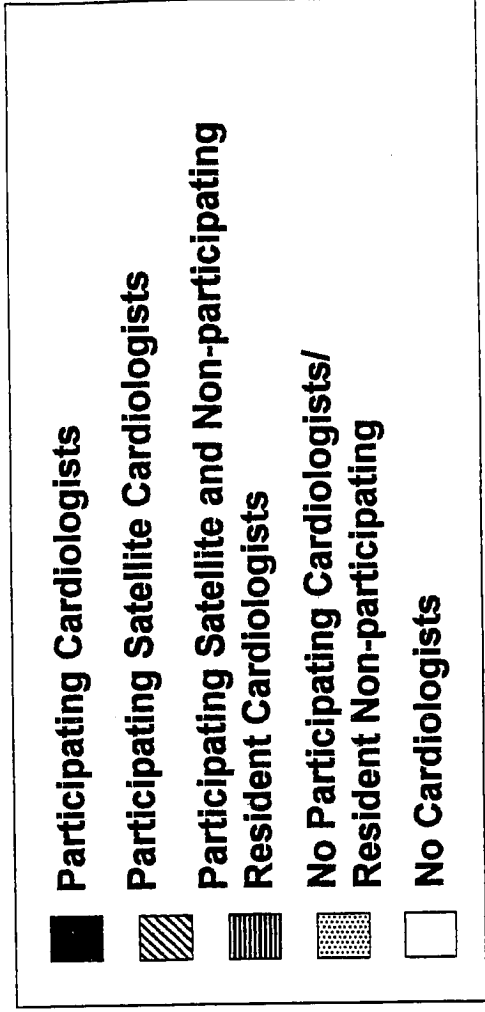 Participating Cardiologists
Participating Satellite Cardiologists
Participating Satellite and Non-participating
Resident Cardiologists
No Participating Cardiologists/
Resident Non-participating
No Cardiologists